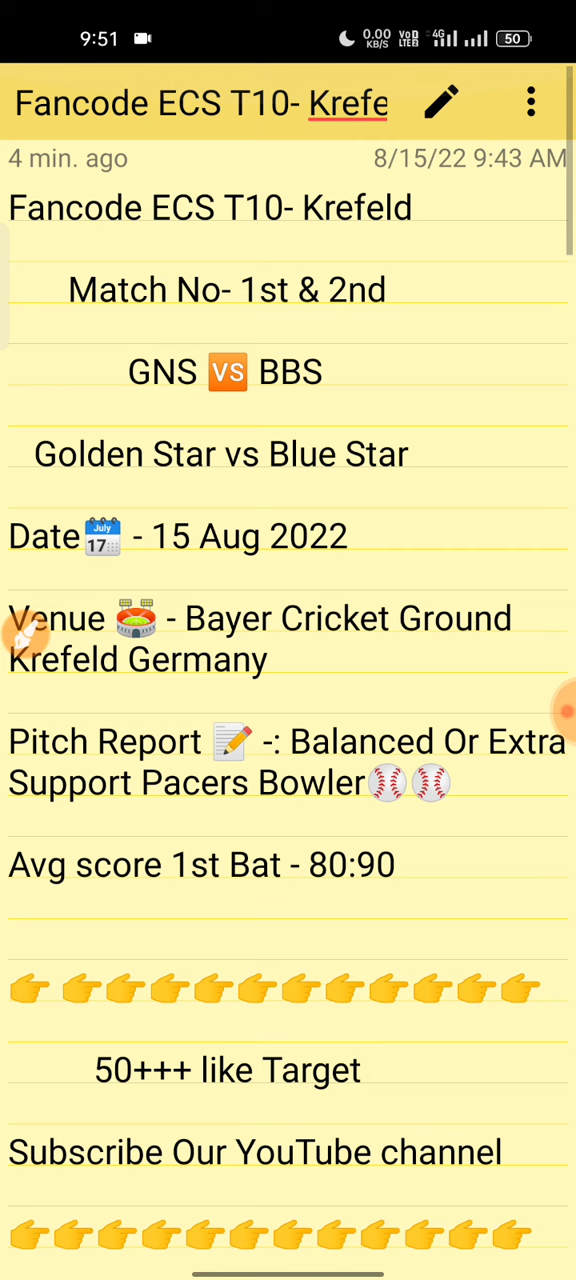 9:51
0.00 KB/S VoD LTE2 4G 50
Fancode ECS T10- Krefe
4 min. ago 8/15/22 9:43 AM
Fancode ECS T10- Krefeld
Match No- 1st & 2nd
GNS 🆚 BBS
Golden Star vs Blue Star
Date📅 - 15 Aug 2022
Venue 🏟 - Bayer Cricket Ground
Krefeld Germany
Pitch Report 📝 -: Balanced Or Extra
Support Pacers Bowler⚾⚾
Avg score 1st Bat - 80:90
👉 👉👉👉👉👉👉👉👉👉👉👉
50+++ like Target
Subscribe Our YouTube channel
👉👉👉👉👉👉👉👉👉👉👉👉